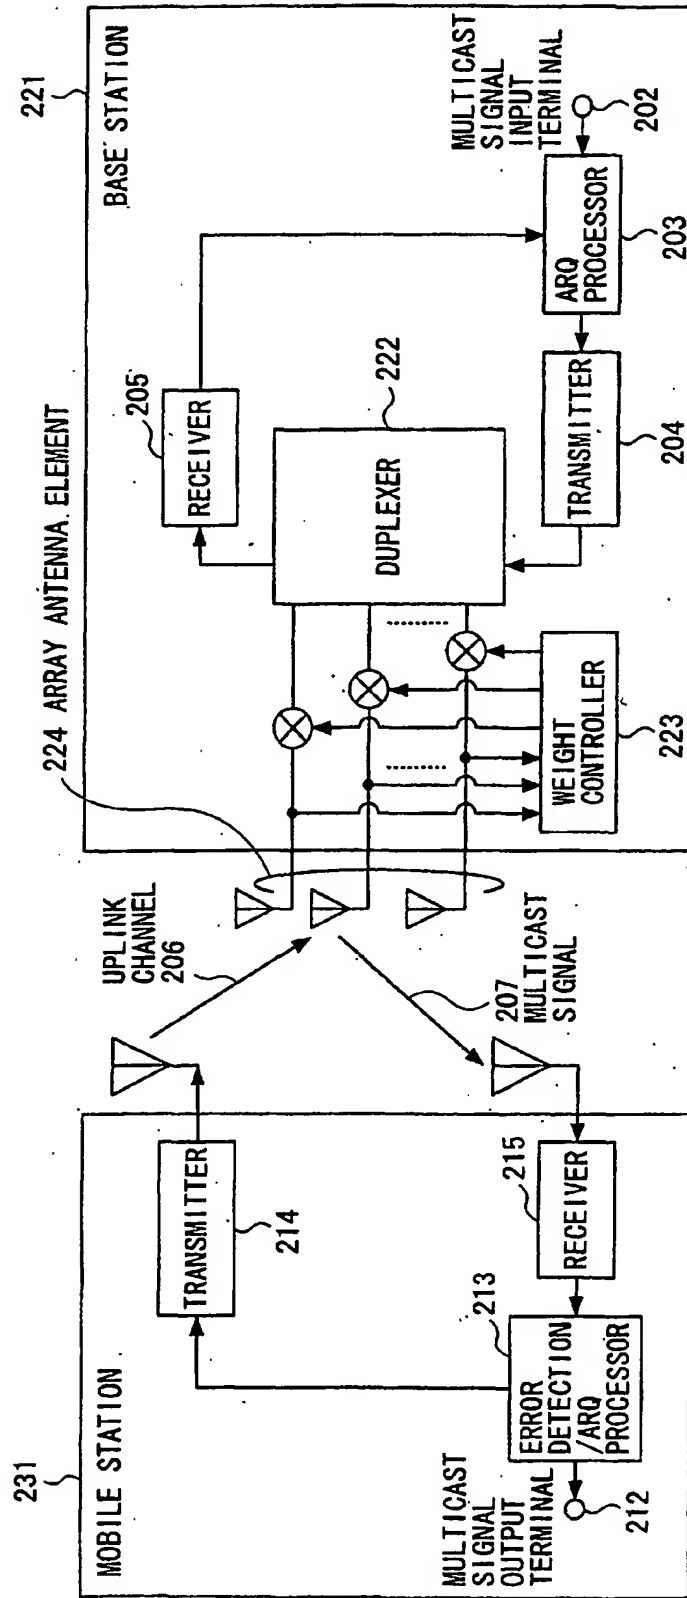 231
MOBILE STATION
TRANSMITTER
214
215
RECEIVER
213
ERROR
DETECTION
/ARQ
PROCESSOR
MULTICAST
SIGNAL
OUTPUT
TERMINAL
212
UPLINK
CHANNEL
206
207
MULTICAST
SIGNAL
224 ARRAY ANTENNA ELEMENT
221
BASE STATION
205
RECEIVER
222
DUPLEXER
WEIGHT
CONTROLLER
223
TRANSMITTER
204
ARQ
PROCESSOR
203
MULTICAST
SIGNAL
INPUT
TERMINAL
202